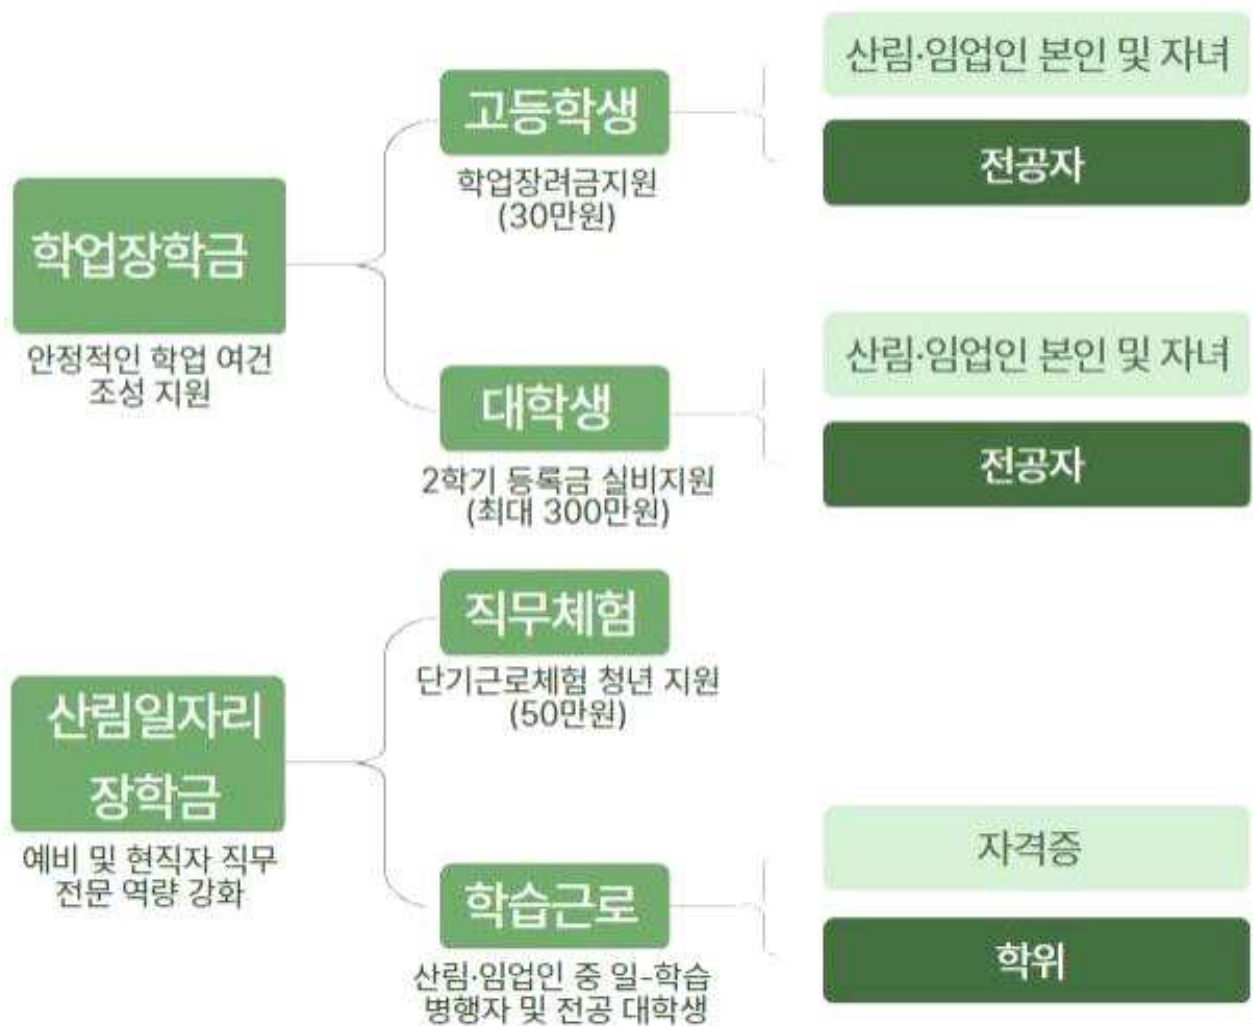 학업장학금
안정적인 학업 여건
조성 지원
고등학생
학업장려금지원
(30만원)
산림·임업인 본인 및 자녀
전공자
대학생
2학기 등록금 실비지원
(최대 300만원)
산림·임업인 본인 및 자녀
전공자
산림일자리
장학금
예비 및 현직자 직무
전문 역량 강화
직무체험
단기근로체험 청년 지원
(50만원)
학습근로
산림·임업인 중 일-학습
병행자 및 전공 대학생
자격증
학위